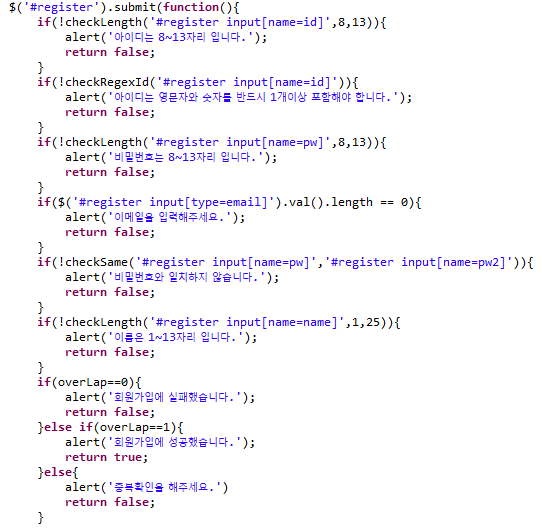 $('#register').submit(function(){
if(!checkLength('#register input[name=id]',8,13)){
alert('아이디는 8~13자리 입니다.');
return false;
}
if(!checkRegexId('#register input[name=id]')){
alert('아이디는 영문자와 숫자를 반드시 1개이상 포함해야 합니다.');
return false;
}
if(!checkLength('#register input[name=pw]',8,13)){
alert('비밀번호는 8~13자리 입니다.');
return false;
}
if($('#register input[type=email]').val().length == 0){
alert('이메일을 입력해주세요.');
return false;
}
if(!checkSame('#register input[name=pw]','#register input[name=pw2]')){
alert('비밀번호와 일치하지 않습니다.');
return false;
}
if(!checkLength('#register input[name=name]',1,25)){
alert('이름은 1~13자리 입니다.');
return false;
}
if(overLap==0){
alert('회원가입에 실패했습니다.');
return false;
}else if(overLap==1){
alert('회원가입에 성공했습니다.');
return true;
}else{
alert('중복확인을 해주세요.')
return false;
}